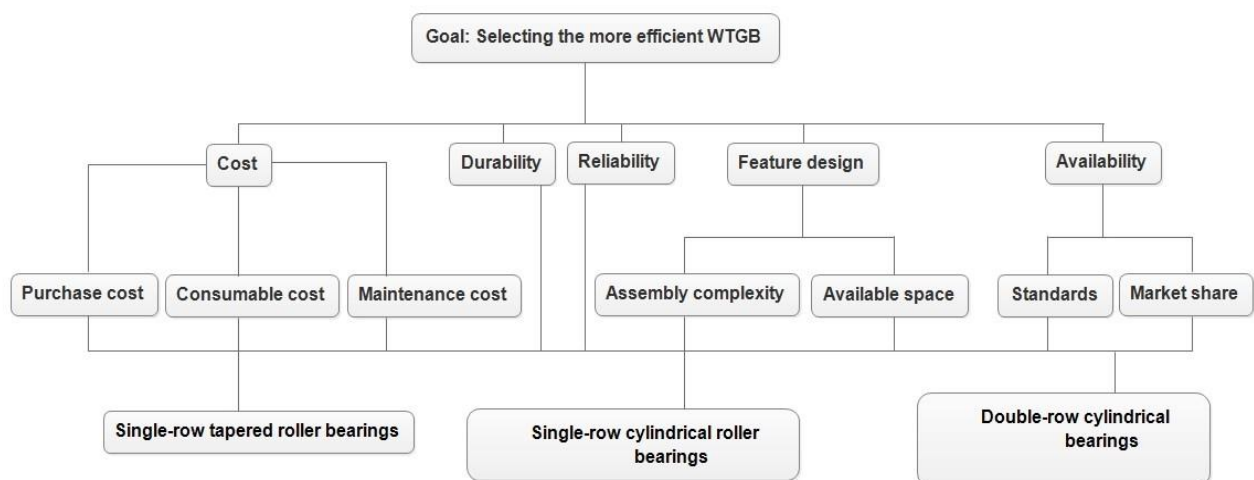 Goal: Selecting the more efficient WTGB
Cost
Durability
Reliability
Feature design
Availability
Purchase cost
Consumable cost
Maintenance cost
Assembly complexity
Available space
Standards
Market share
Single-row tapered roller bearings
Single-row cylindrical roller
bearings
Double-row cylindrical
bearings